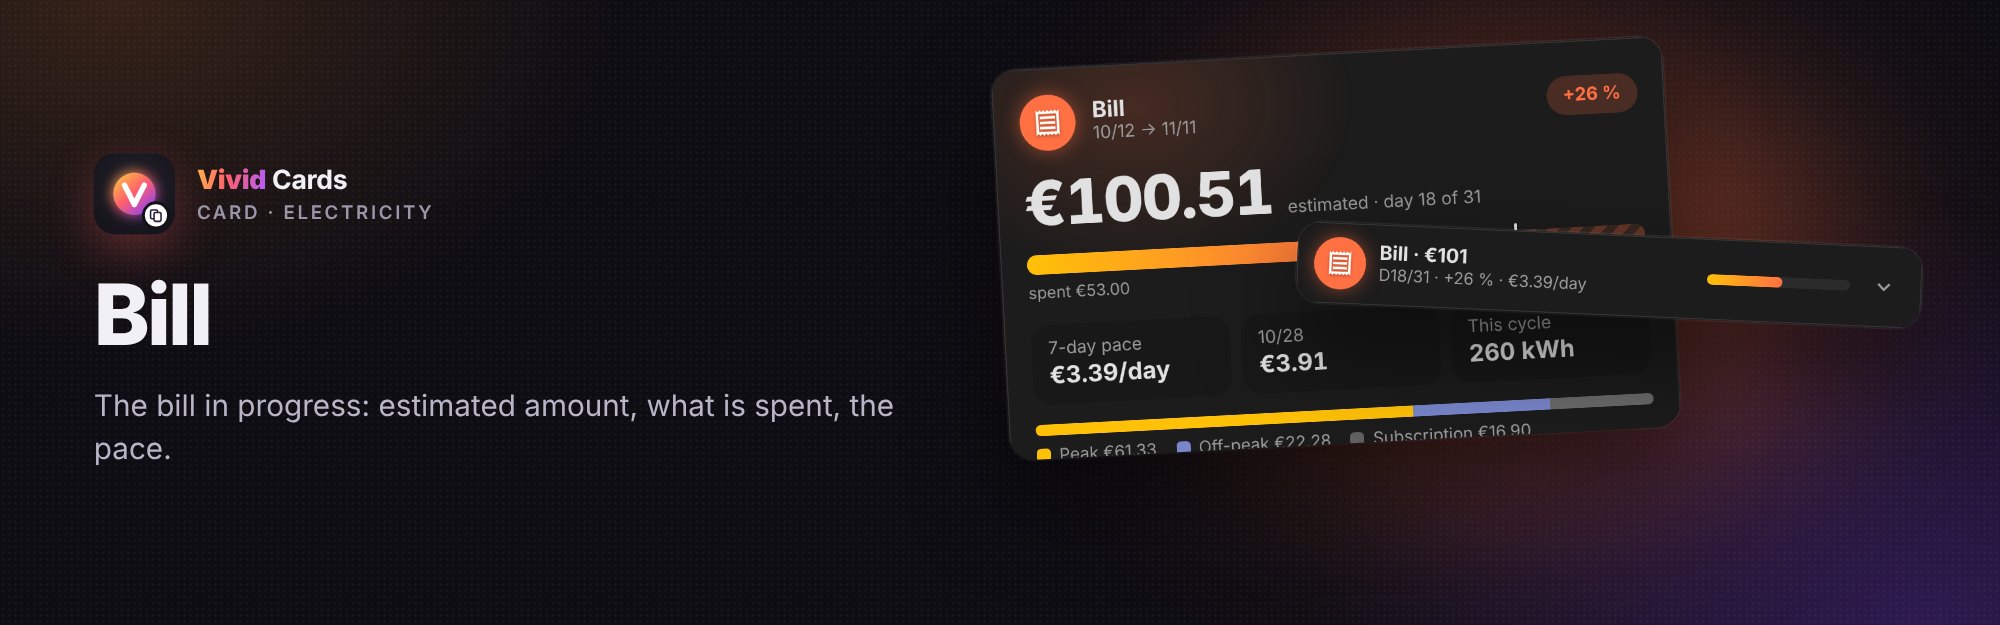 Vivid Cards
CARD · ELECTRICITY
Bill
The bill in progress: estimated amount, what is spent, the
pace.
Bill
10/12 → 11/11
+26 %
€100.51 estimated · day 18 of 31
spent €53.00
Bill · €101
D18/31 · +26 % · €3.39/day
7-day pace
€3.39/day
10/28
€3.91
This cycle
260 kWh
Peak €61.33 Off-peak €22.28 Subscription €16.90